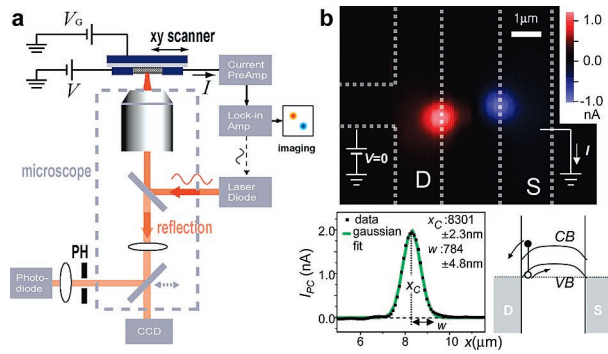 a
V_G
xy scanner
V
I
Current
PreAmp
Lock-in
Amp
imaging
microscope
Laser
Diode
reflection
PH
Photo-
diode
CCD
b
1μm
1.0
0.0
-1.0
nA
V=0
D
S
I
data
gaussian
fit
x_C:8301
±2.3nm
w :784
±4.8nm
I_PC (nA)
2.0
1.0
0.0
x_C
w
6
8
10
x(μm)
CB
VB
D
S